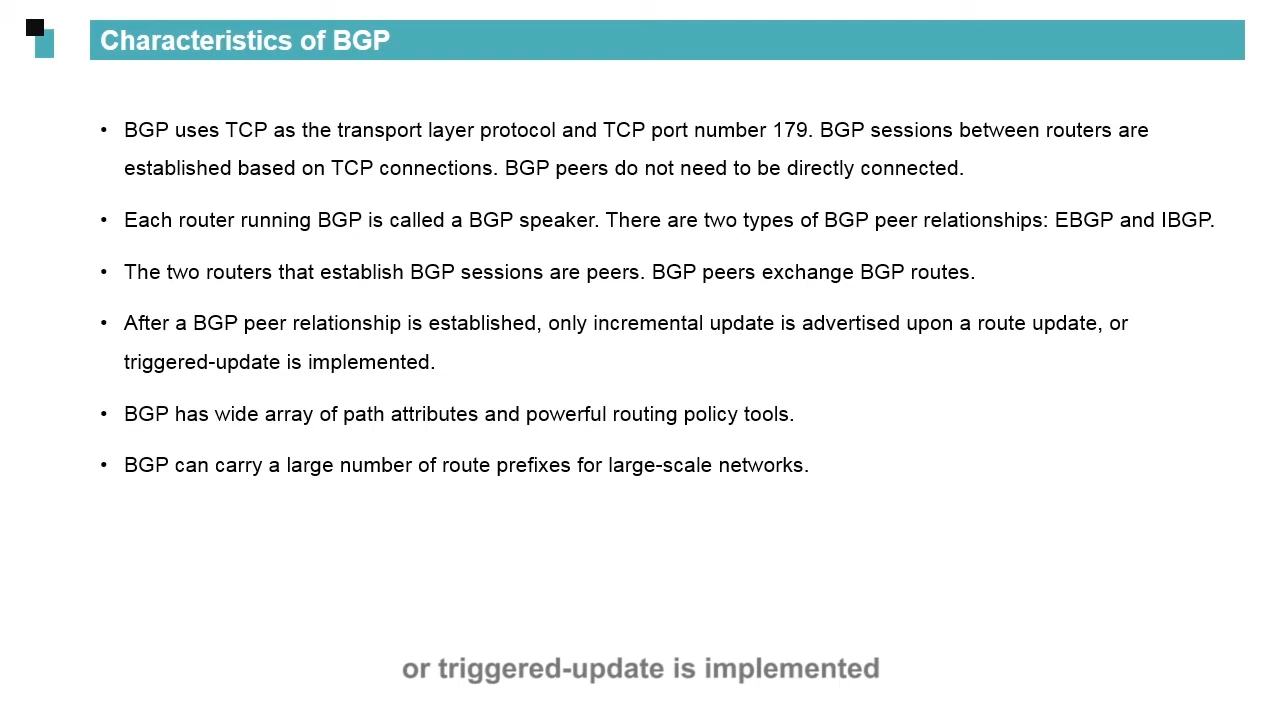 Characteristics of BGP
• BGP uses TCP as the transport layer protocol and TCP port number 179. BGP sessions between routers are
established based on TCP connections. BGP peers do not need to be directly connected.
• Each router running BGP is called a BGP speaker. There are two types of BGP peer relationships: EBGP and IBGP.
• The two routers that establish BGP sessions are peers. BGP peers exchange BGP routes.
• After a BGP peer relationship is established, only incremental update is advertised upon a route update, or
triggered-update is implemented.
• BGP has wide array of path attributes and powerful routing policy tools.
• BGP can carry a large number of route prefixes for large-scale networks.
or triggered-update is implemented